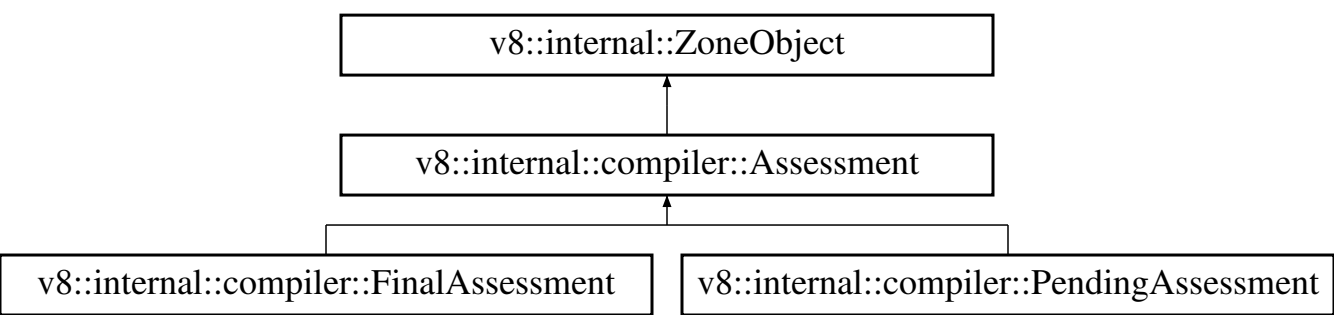 v8::internal::ZoneObject
v8::internal::compiler::Assessment
v8::internal::compiler::FinalAssessment
v8::internal::compiler::PendingAssessment